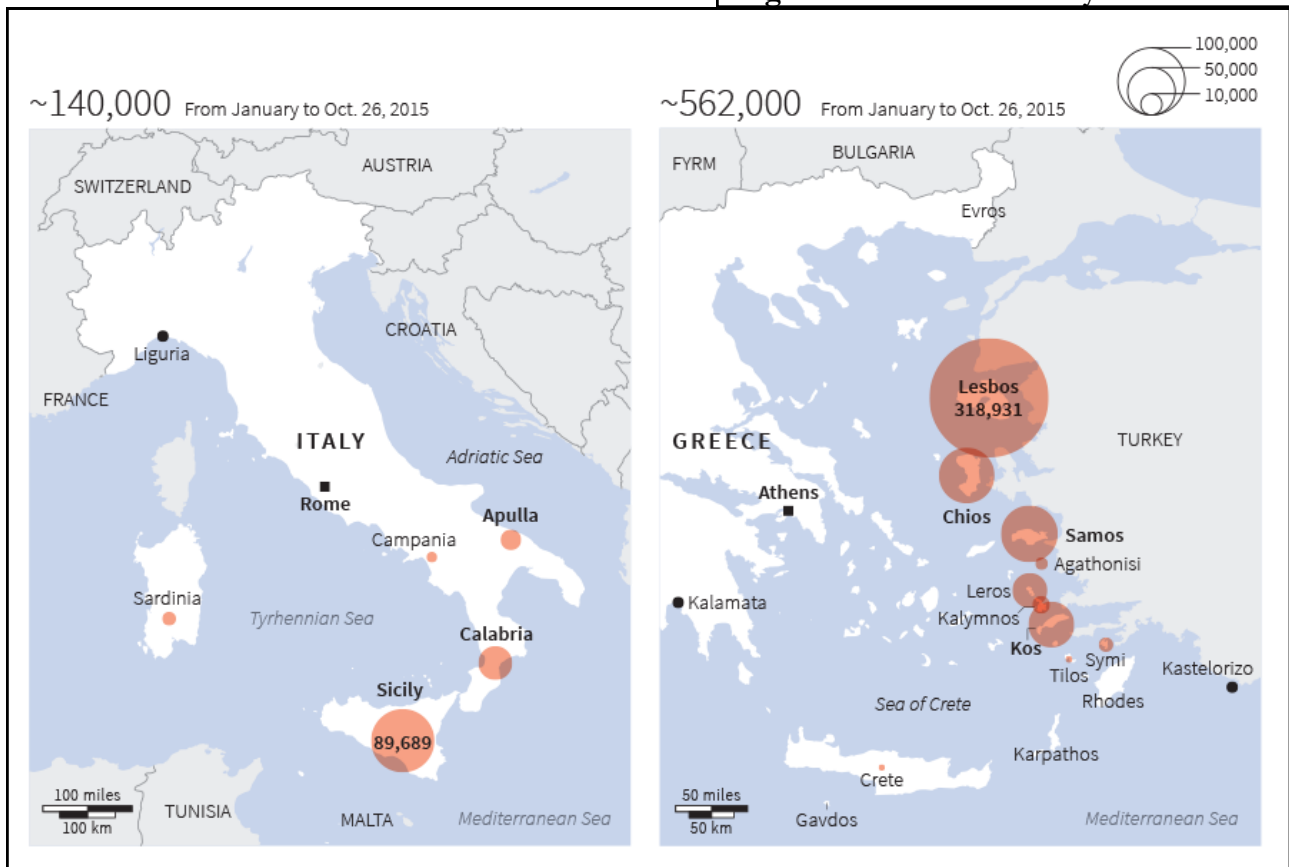 100,000
50,000
10,000
~140,000 From January to Oct. 26, 2015
SWITZERLAND
AUSTRIA
CROATIA
Liguria
FRANCE
ITALY
Adriatic Sea
Rome
Apulla
Campania
Sardinia
Tyrhennian Sea
Calabria
Sicily
89,689
100 miles
100 km
TUNISIA
MALTA
Mediterranean Sea
~562,000 From January to Oct. 26, 2015
FYRM
BULGARIA
Evros
Lesbos
318,931
GREECE
TURKEY
Athens
Chios
Samos
Agathonisi
Leros
Kalamata
Kalymnos
Kos
Symi
Tilos
Kastelorizo
Rhodes
Sea of Crete
Karpathos
Crete
50 miles
50 km
Gavdos
Mediterranean Sea